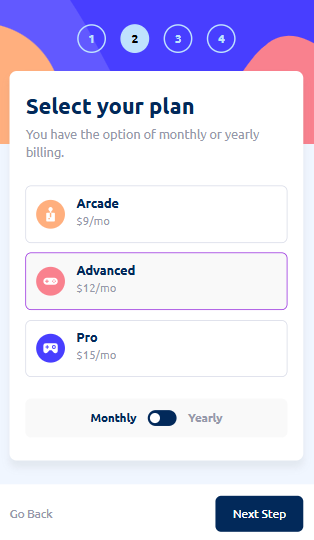 1 2 3 4
Select your plan
You have the option of monthly or yearly
billing.
Arcade
$9/mo
Advanced
$12/mo
Pro
$15/mo
Monthly Yearly
Go Back Next Step